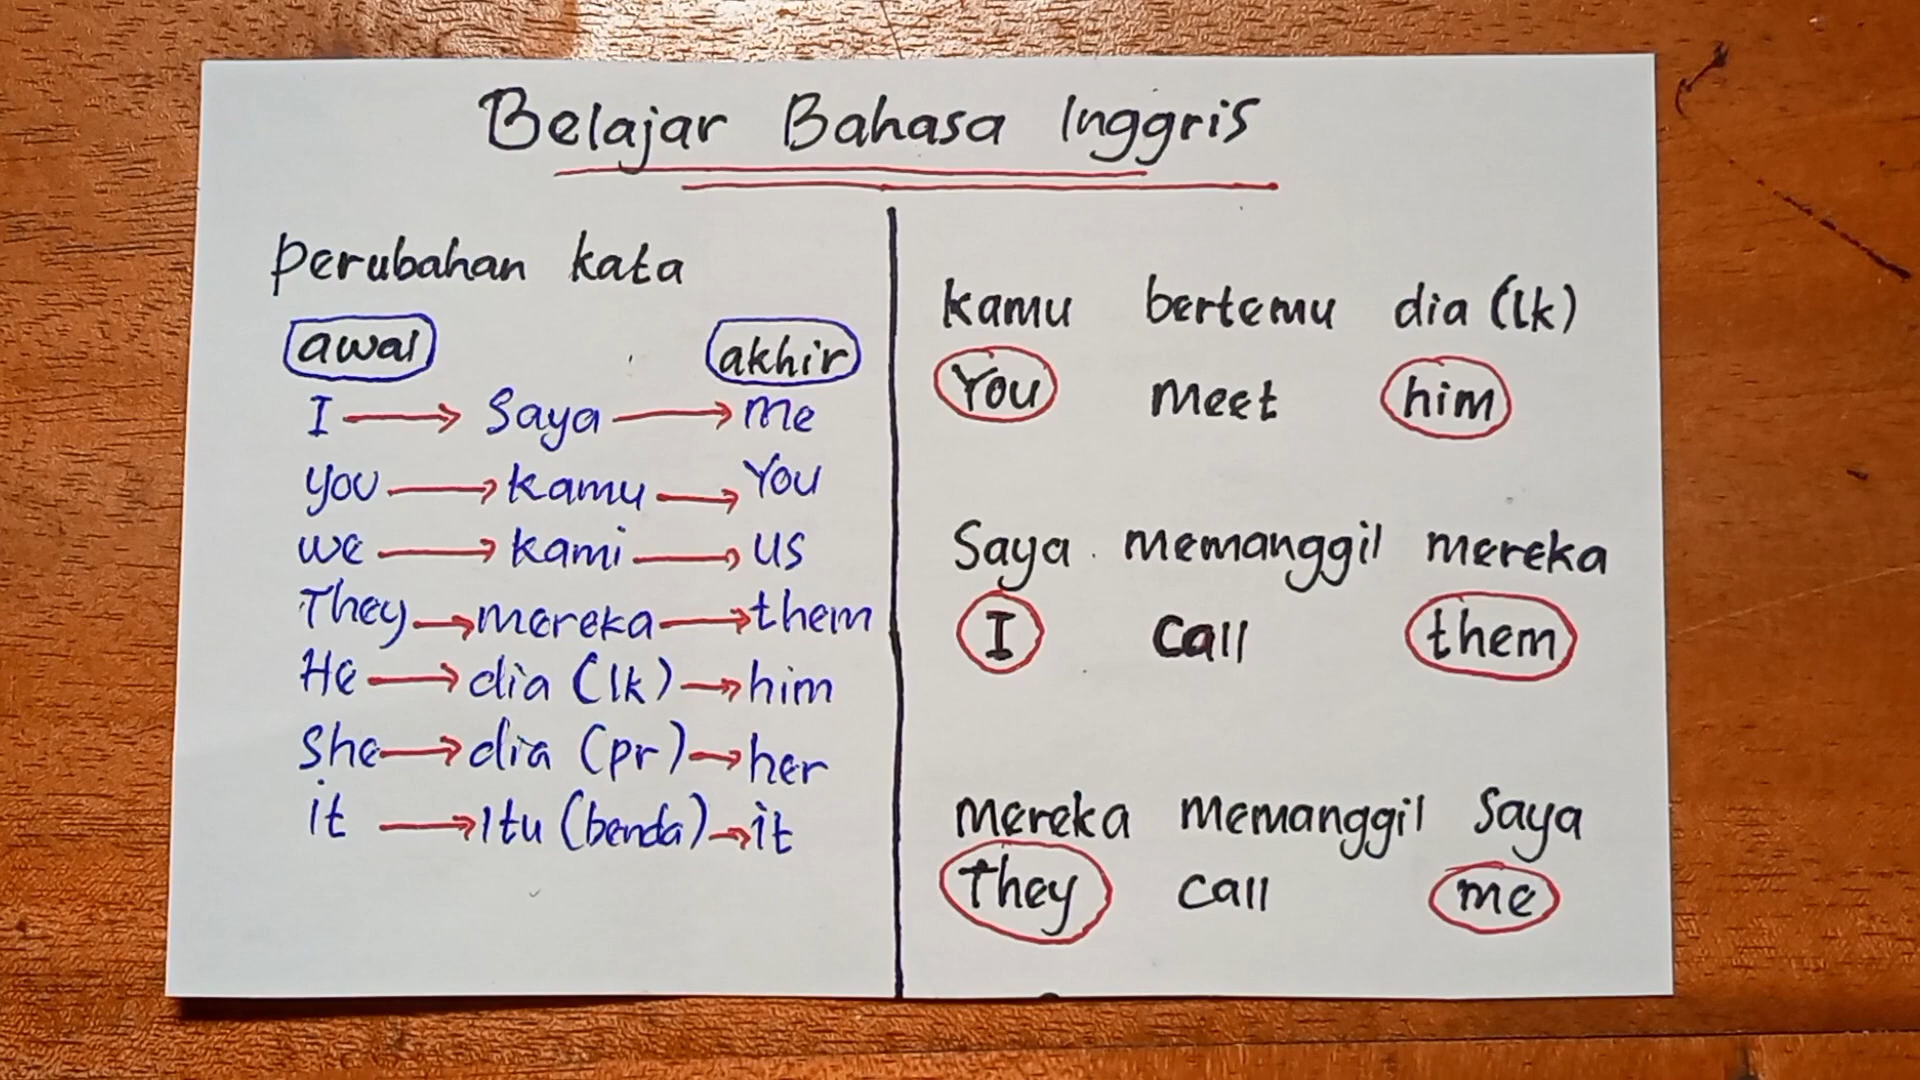 Belajar Bahasa Inggris
perubahan kata
awal akhir
I → Saya → Me
you → kamu → You
we → kami → us
They → mereka → them
He → dia (lk) → him
She → dia (pr) → her
it → Itu (benda) → it
kamu bertemu dia (lk)
You Meet him
Saya memanggil mereka
I Call them
mereka memanggil Saya
They Call me